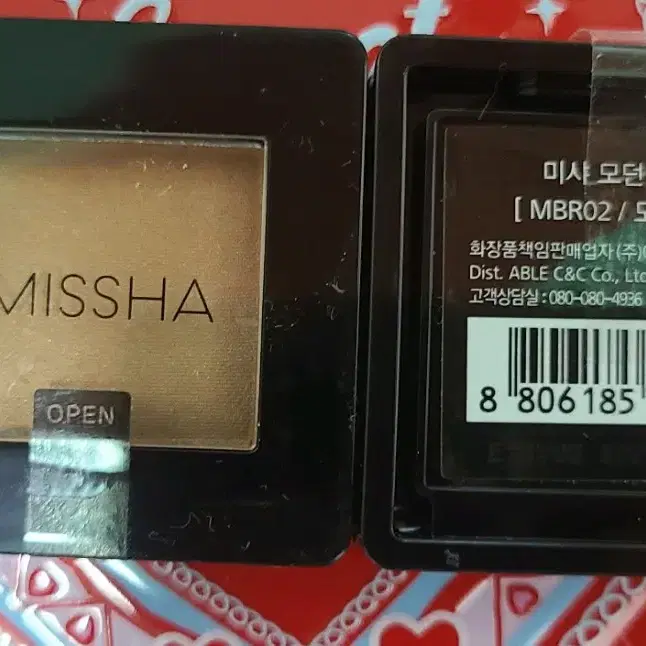 MISSHA
OPEN
미샤 모던
[ MBR02 /
화장품책임판매업자 (주)
Dist. ABLE C&C Co., Ltd
고객상담실 : 080-080-4936
8 806185